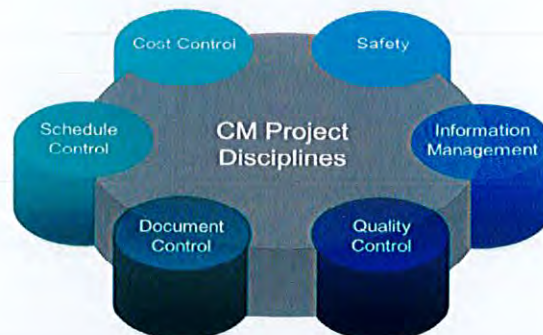 Cost Control
Safety
Schedule
Control
CM Project
Disciplines
Information
Management
Document
Control
Quality
Control